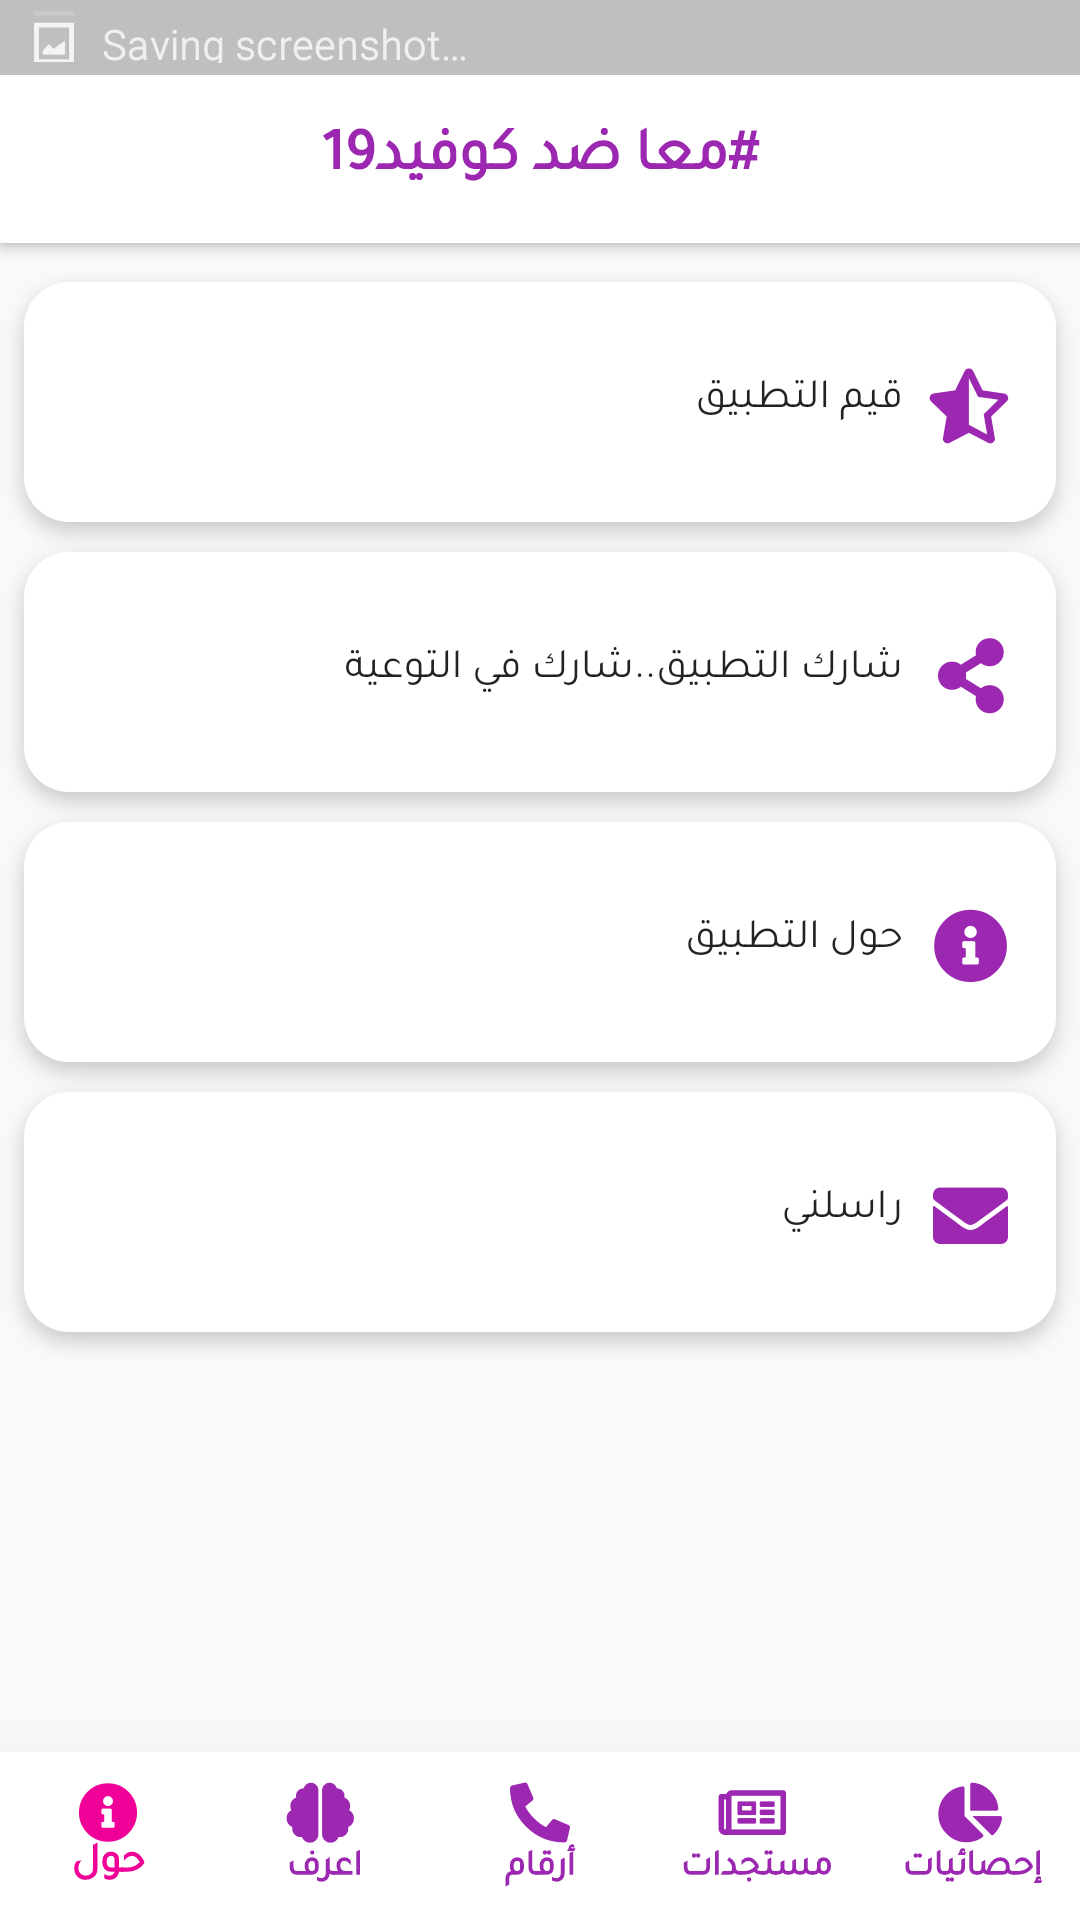 Saving screenshot...
#معا ضد كوفيد19
قيم التطبيق
شارك التطبيق..شارك في التوعية
حول التطبيق
راسلني
إحصائيات
مستجدات
أرقام
اعرف
حول